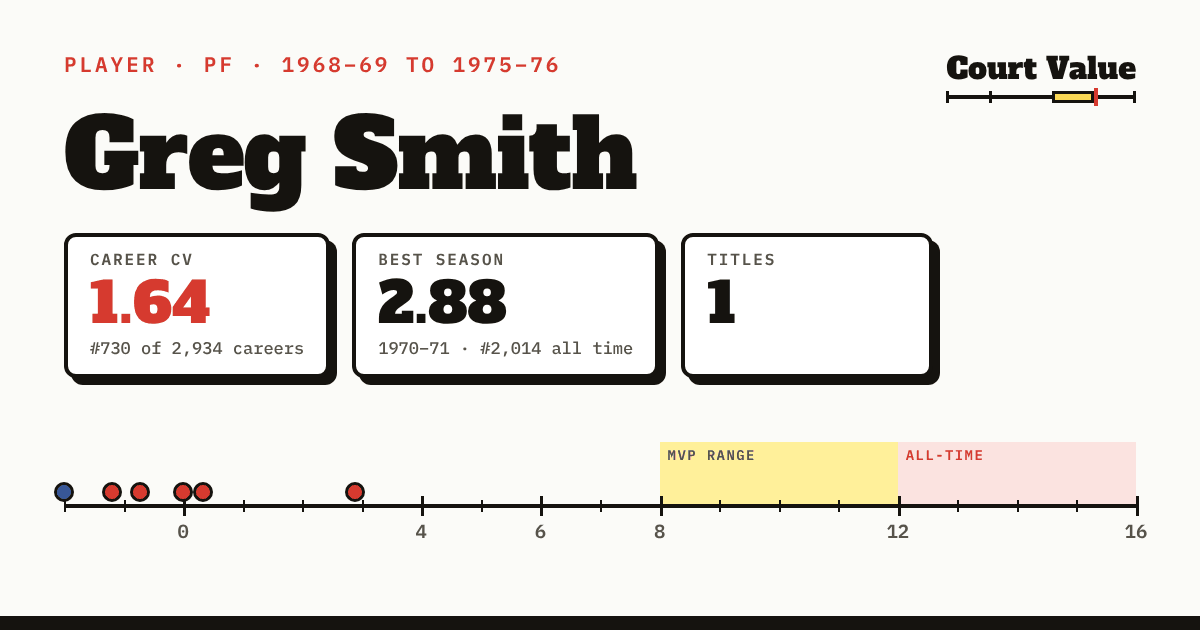 PLAYER · PF · 1968–69 TO 1975–76
Court Value
Greg Smith
CAREER CV
1.64
#730 of 2,934 careers
BEST SEASON
2.88
1970–71 · #2,014 all time
TITLES
1
MVP RANGE
ALL-TIME
0 4 6 8 12 16